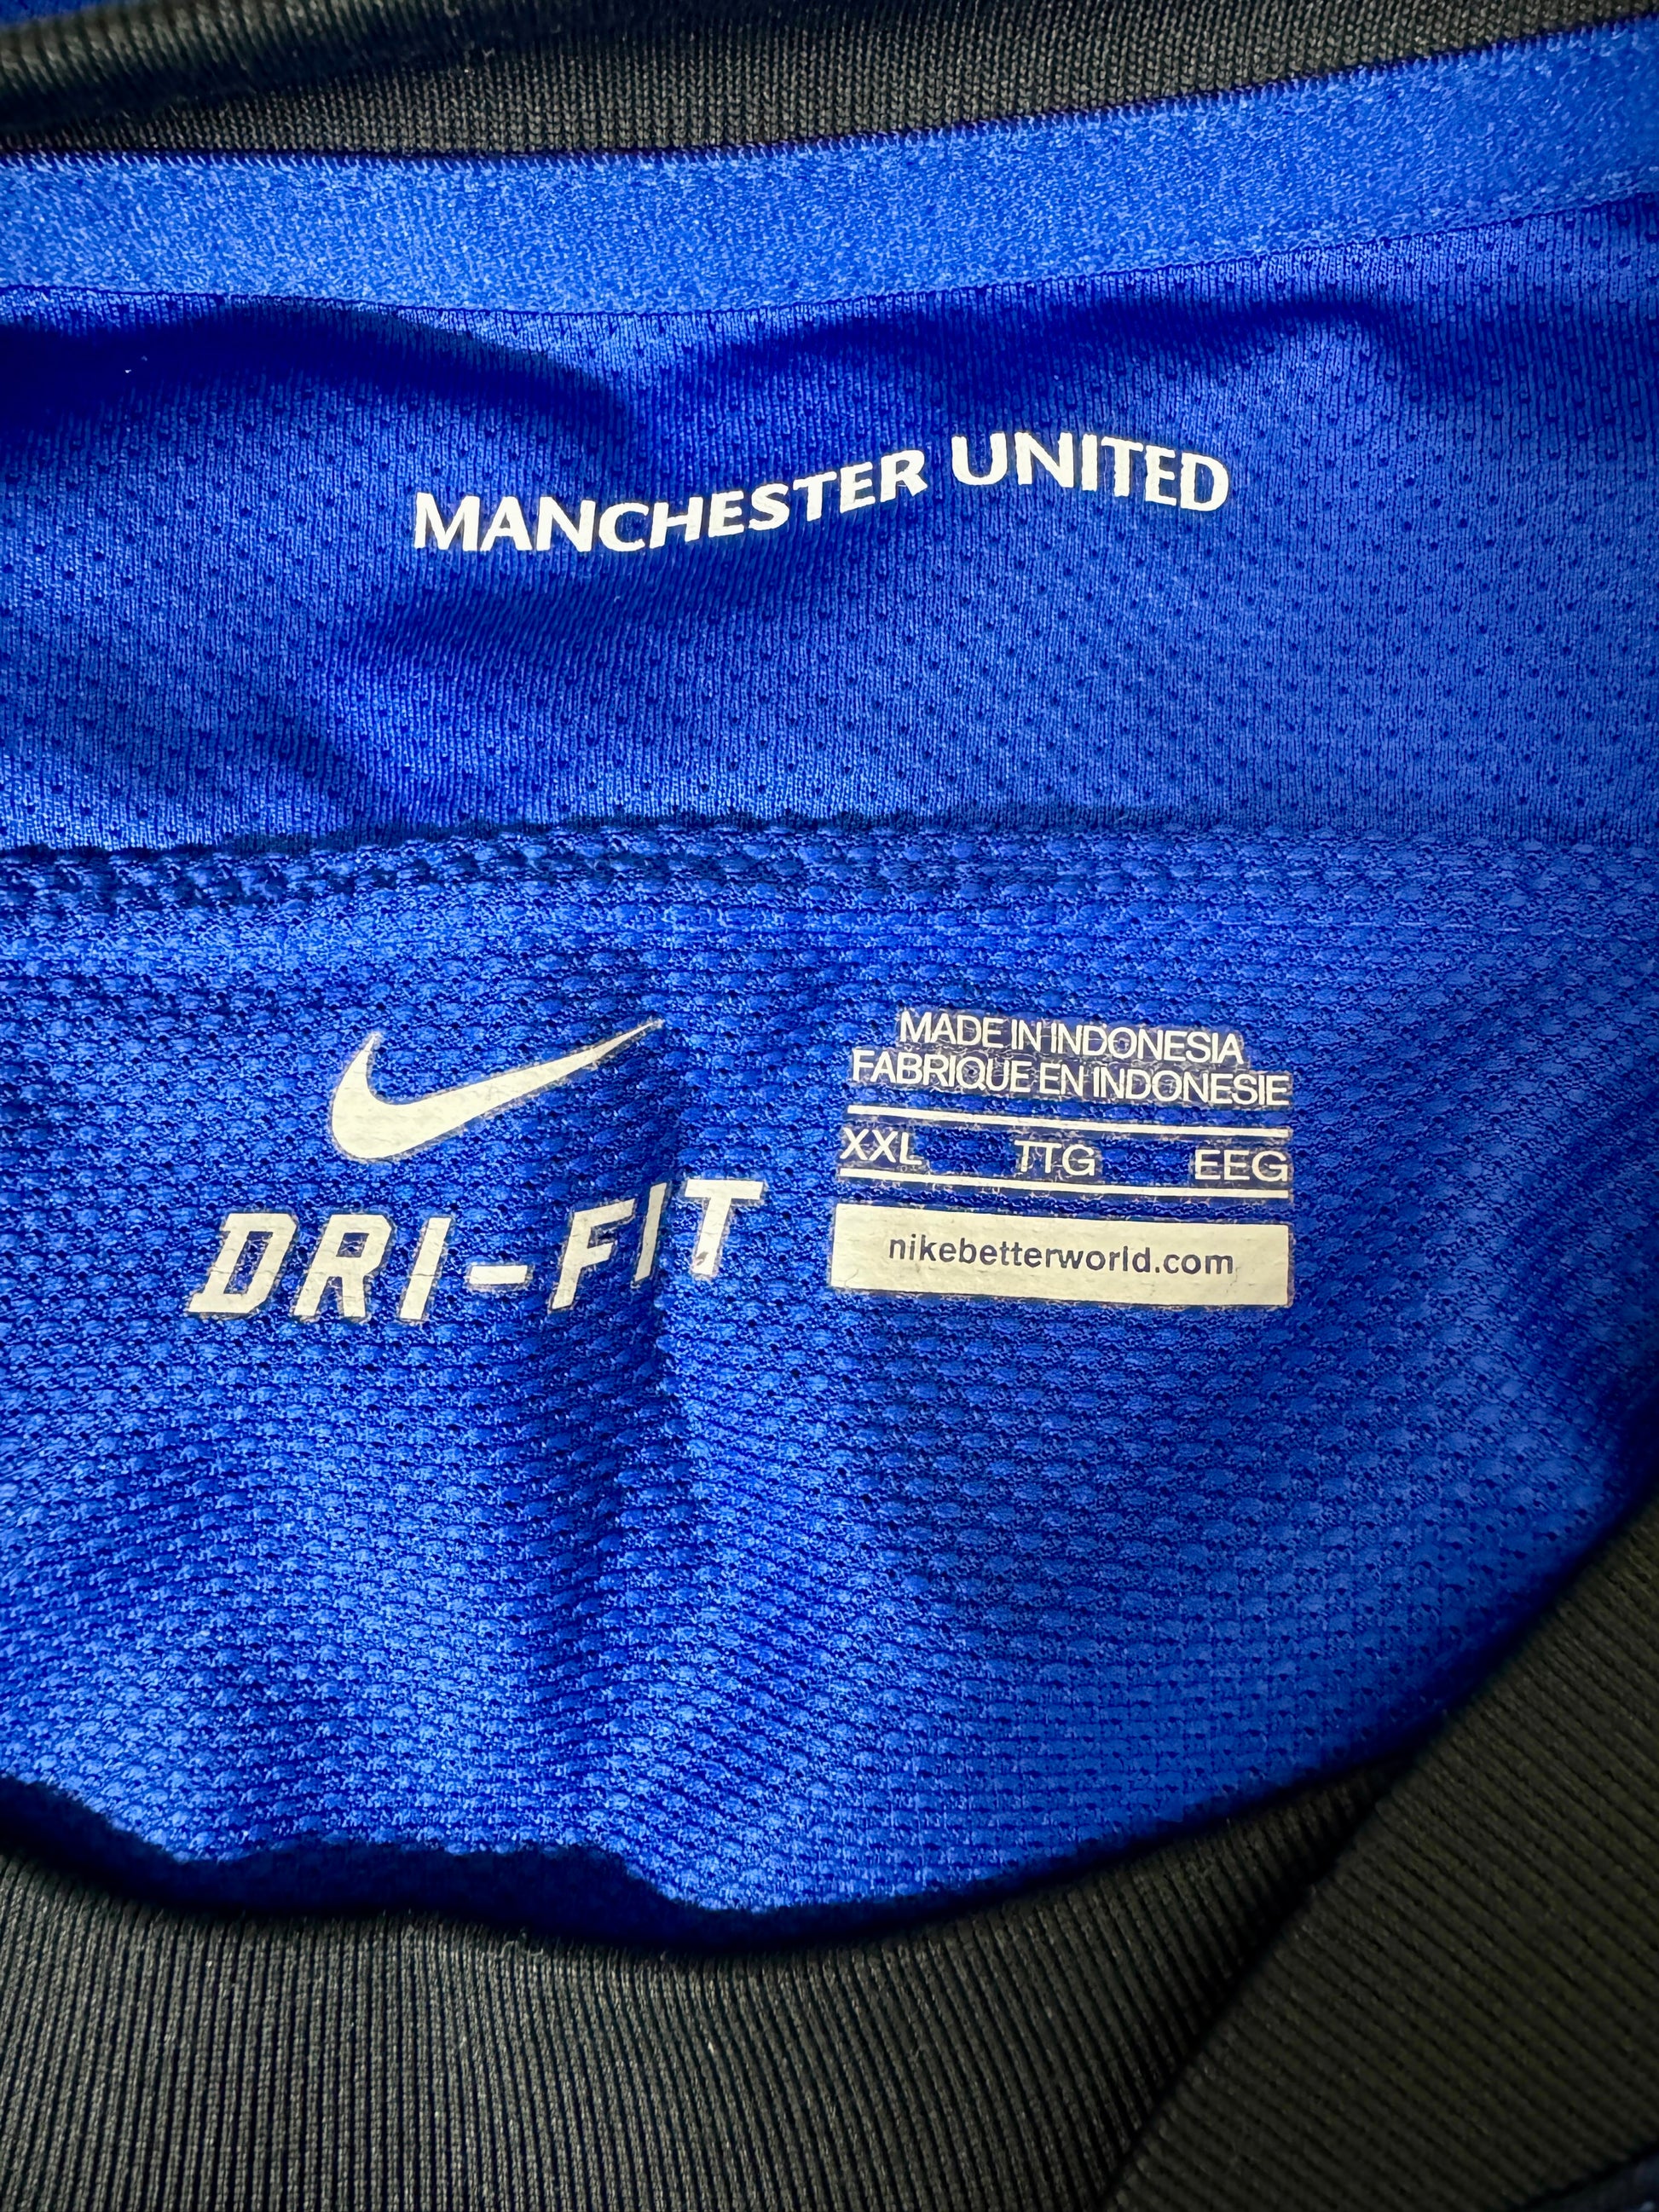 MANCHESTER UNITED
DRI-FIT
MADE IN INDONESIA
FABRIQUE EN INDONESIE
XXL TTG EEG
nikebetterworld.com